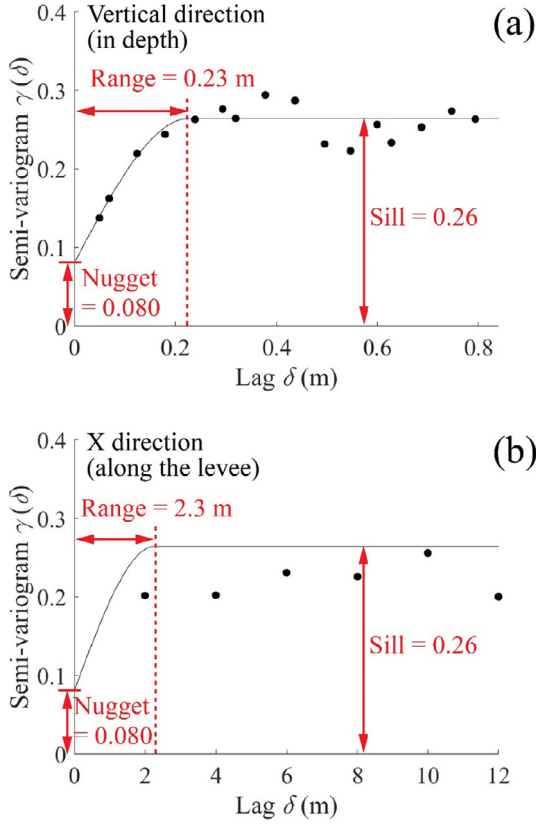 Vertical direction
(in depth)
(a)
Range = 0.23 m
Semi-variogram γ(δ)
0.4
0.3
0.2
0.1
0
Sill = 0.26
Nugget
= 0.080
0 0.2 0.4 0.6 0.8
Lag δ (m)
X direction
(along the levee)
(b)
Range = 2.3 m
Semi-variogram γ(δ)
0.4
0.3
0.2
0.1
0
Sill = 0.26
Nugget
= 0.080
0 2 4 6 8 10 12
Lag δ (m)